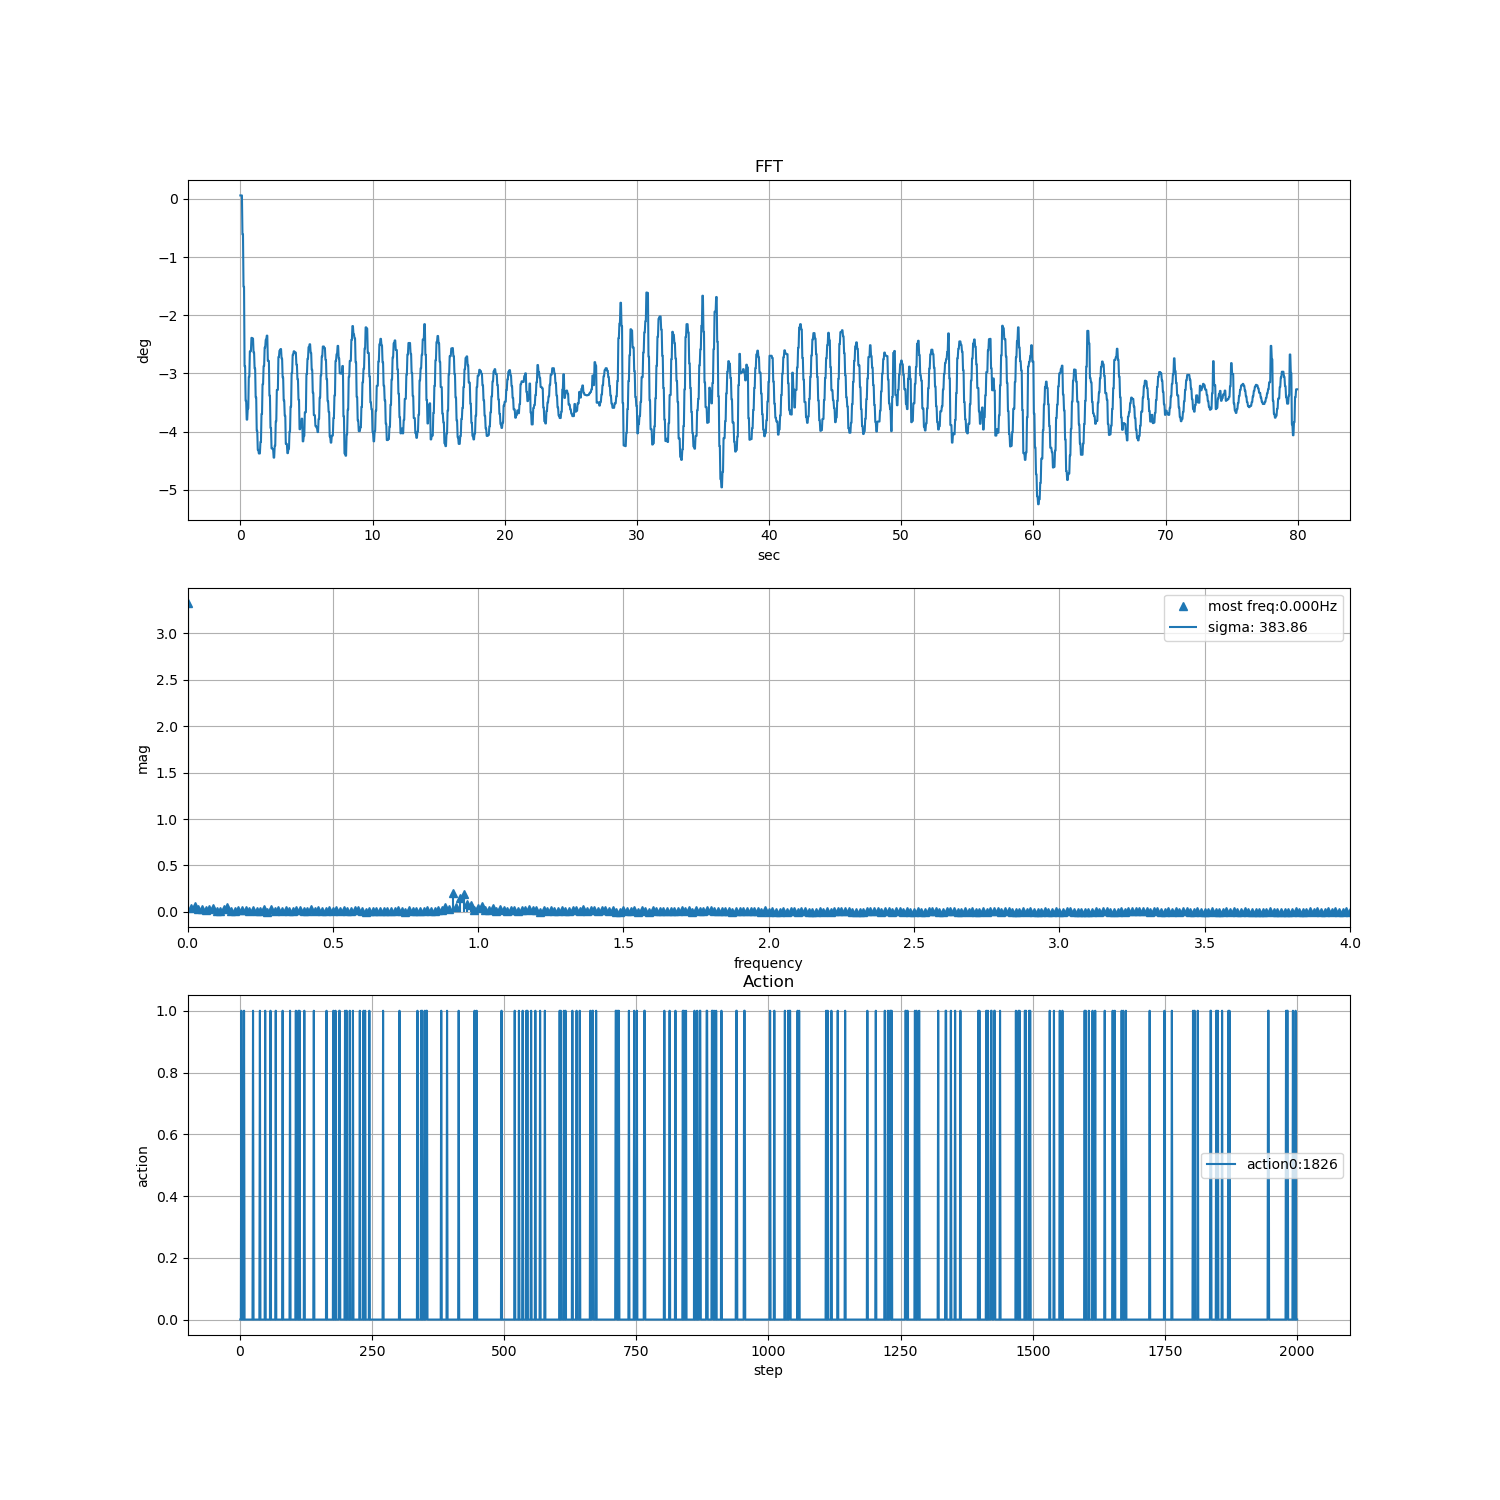 FFT
0
−1
−2
−3
−4
−5
deg
0 10 20 30 40 50 60 70 80
sec
most freq:0.000Hz
sigma: 383.86
3.0
2.5
2.0
1.5
1.0
0.5
0.0
mag
0.0 0.5 1.0 1.5 2.0 2.5 3.0 3.5 4.0
frequency
Action
1.0
0.8
0.6
0.4
0.2
0.0
action
action0:1826
0 250 500 750 1000 1250 1500 1750 2000
step